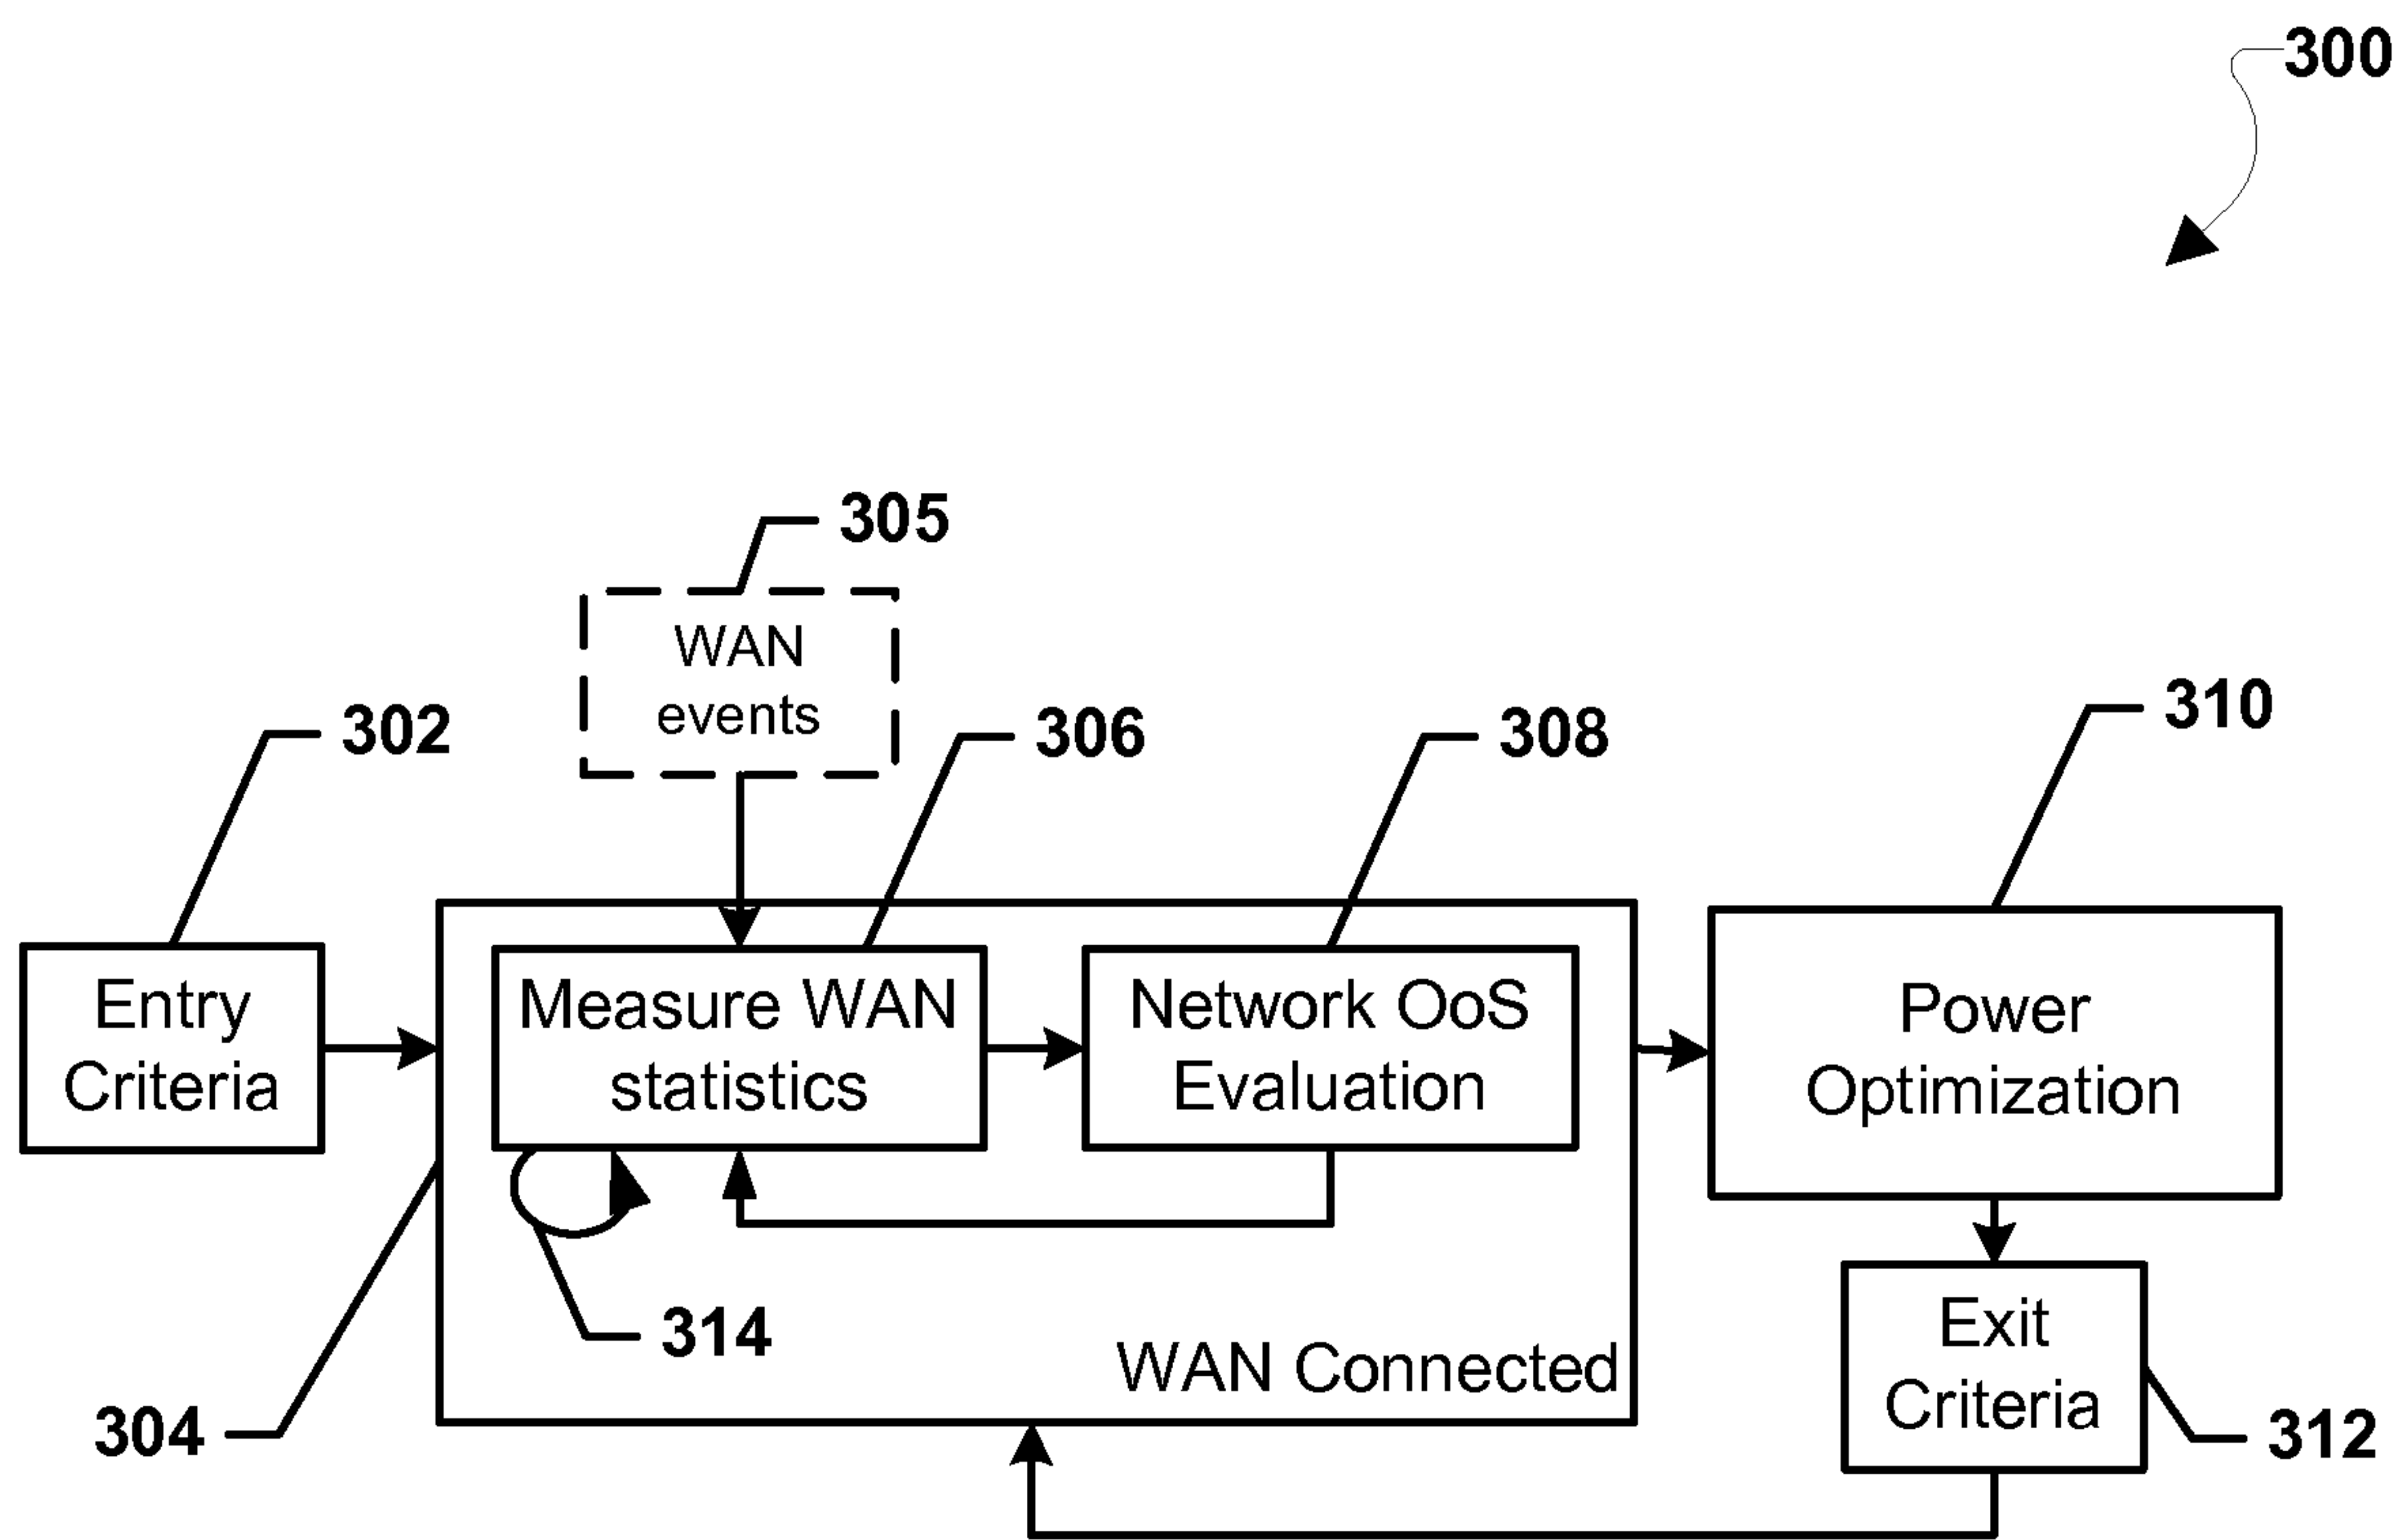 300
305
WAN
events
302
306
308
310
Entry
Criteria
Measure WAN
statistics
Network OoS
Evaluation
Power
Optimization
314
WAN Connected
304
Exit
Criteria
312